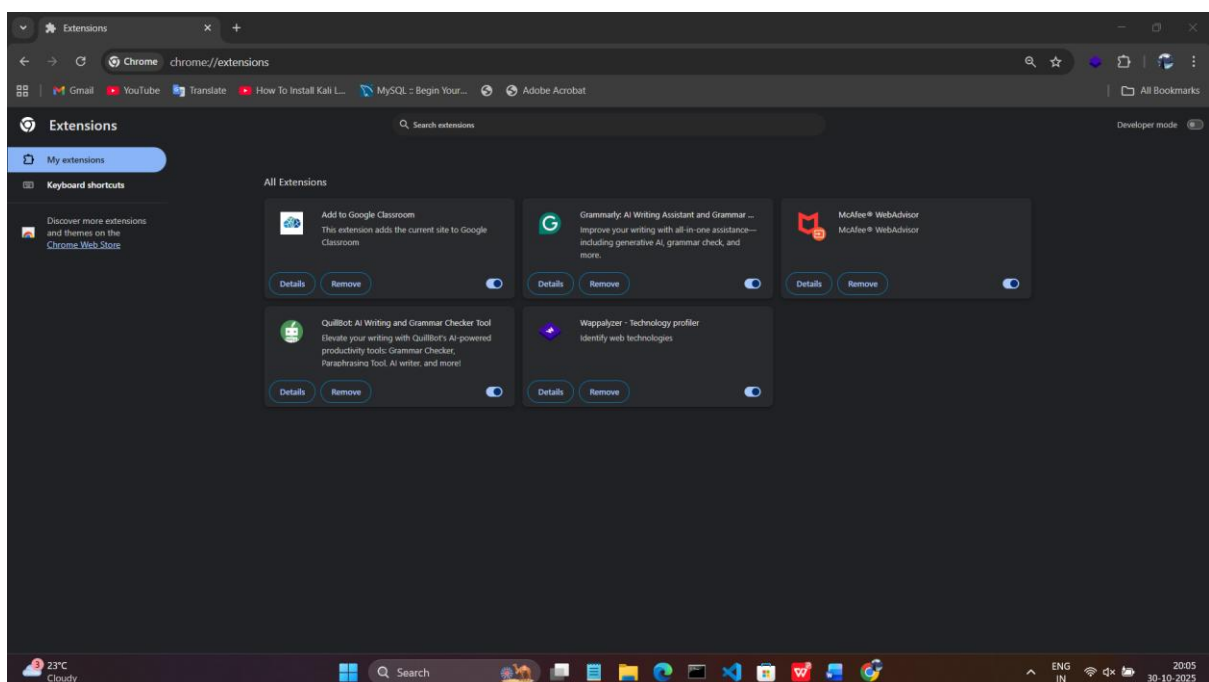 Extensions
Chrome chrome://extensions
Gmail YouTube Translate How To Install Kali L... MySQL :: Begin Your... Adobe Acrobat All Bookmarks
Extensions
Search extensions
Developer mode
My extensions
Keyboard shortcuts
Discover more extensions
and themes on the
Chrome Web Store
All Extensions
Add to Google Classroom
This extension adds the current site to Google
Classroom
Details Remove
Grammarly: AI Writing Assistant and Grammar ...
Improve your writing with all-in-one assistance—
including generative AI, grammar check, and
more.
Details Remove
McAfee® WebAdvisor
McAfee® WebAdvisor
Details Remove
QuillBot: AI Writing and Grammar Checker Tool
Elevate your writing with QuillBot's AI-powered
productivity tools: Grammar Checker,
Paraphrasing Tool, AI writer, and more!
Details Remove
Wappalyzer - Technology profiler
Identify web technologies
Details Remove
3
23°C
Cloudy
Search
ENG
IN
20:05
30-10-2025